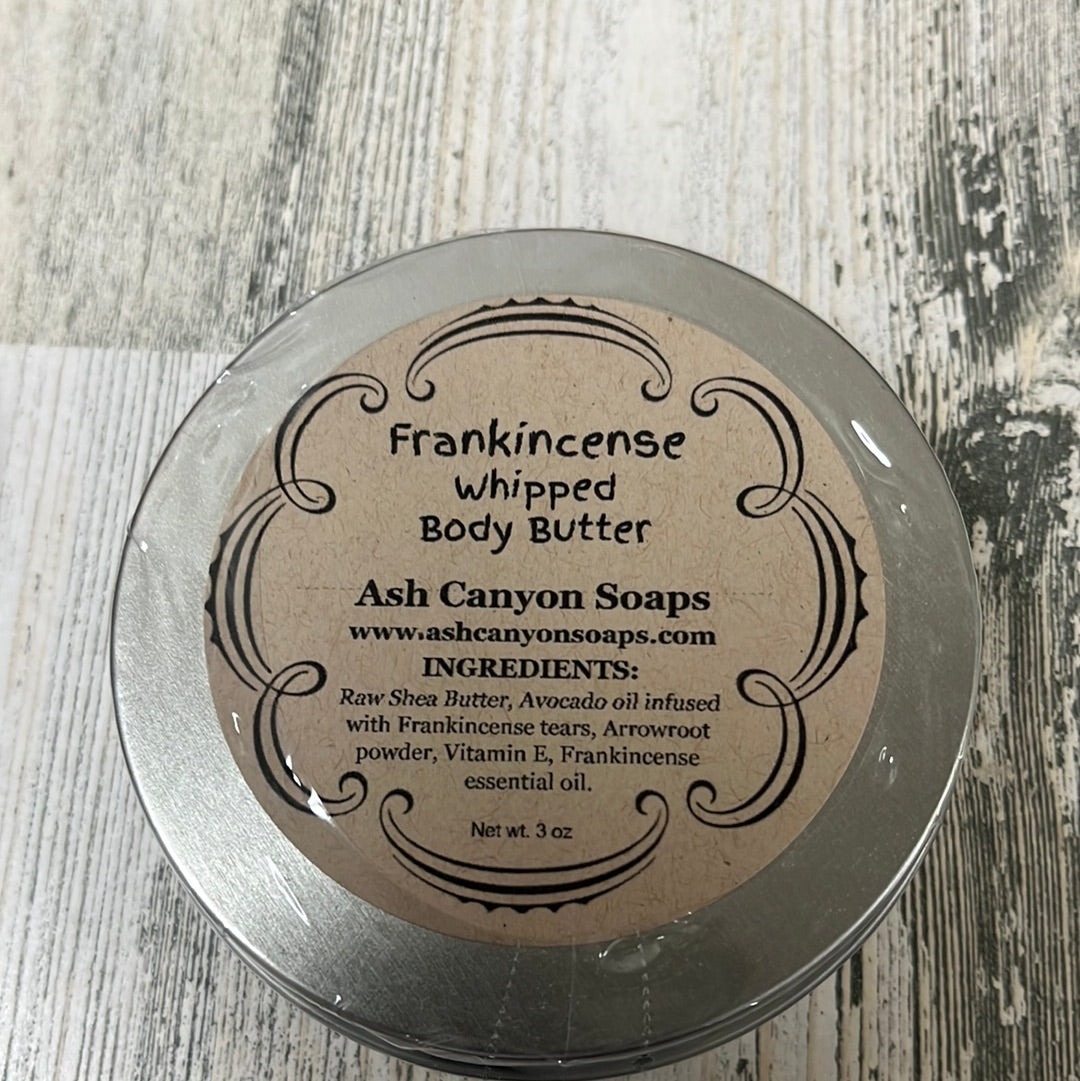 Frankincense
Whipped
Body Butter
Ash Canyon Soaps
www.ashcanyonsoaps.com
INGREDIENTS:
Raw Shea Butter, Avocado oil infused
with Frankincense tears, Arrowroot
powder, Vitamin E, Frankincense
essential oil.
Net wt. 3 oz